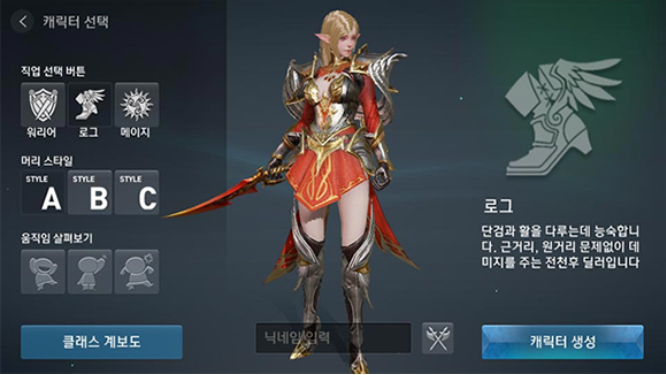 캐릭터 선택
직업 선택 버튼
워리어 로그 메이지
머리 스타일
STYLE A STYLE B STYLE C
움직임 살펴보기
클래스 계보도
닉네임 입력
로그
단검과 활을 다루는데 능숙합니
다. 근거리, 원거리 문제없이 데
미지를 주는 전천후 딜러입니다
캐릭터 생성